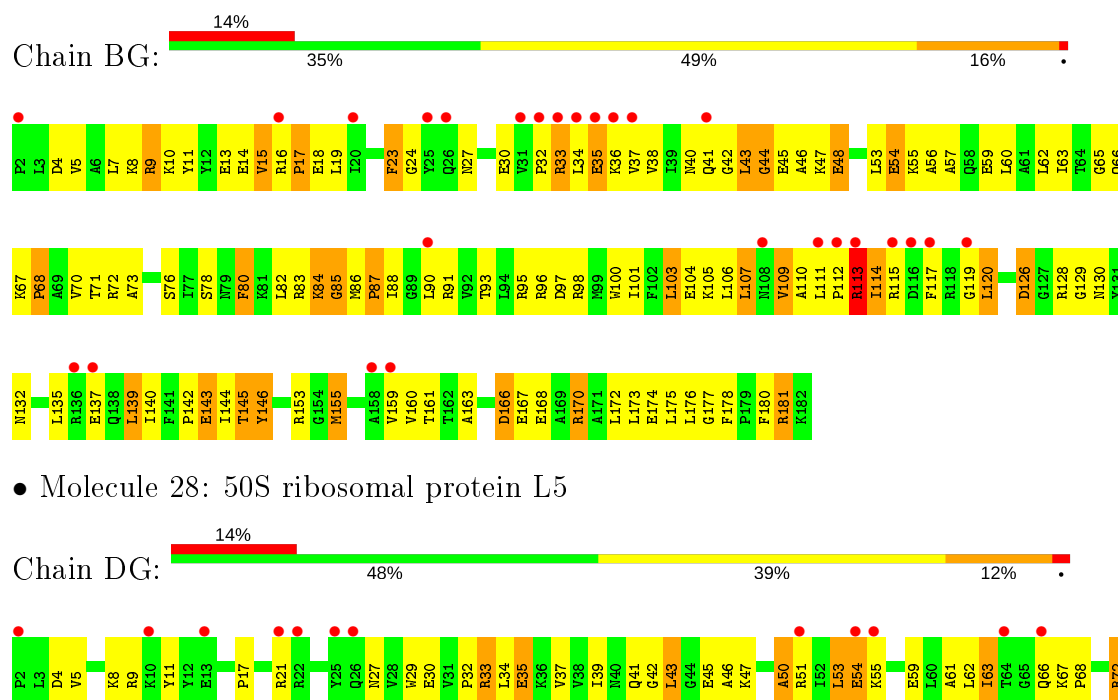 14%
Chain BG:
35% 49% 16% •
P2 L3 D4 V5 A6 L7 K8 R9 K10 Y11 Y12 E13 E14 V15 R16 P17 E18 L19 I20 F23 G24 Y25 Q26 N27 E30 V31 P32 R33 L34 E35 K36 V37 V38 I39 N40 Q41 G42 L43 G44 E45 A46 K47 E48 L53 E54 K55 A56 A57 Q58 E59 L60 A61 L62 I63 T64 G65 Q66
K67 P68 A69 V70 T71 R72 A73 S76 I77 S78 N79 F80 K81 L82 R83 K84 G85 M86 P87 I88 G89 L90 R91 V92 T93 L94 R95 R96 D97 R98 M99 W100 I101 F102 L103 E104 K105 L106 L107 N108 V109 A110 L111 P112 R113 I114 R115 D116 F117 R118 G119 L120 D126 G127 R128 G129 N130 Y131
N132 L135 R136 E137 Q138 L139 I140 F141 P142 E143 I144 T145 Y146 R153 G154 M155 A158 V159 V160 T161 T162 A163 D166 E167 E168 A169 R170 A171 L172 L173 E174 L175 L176 G177 F178 P179 F180 R181 K182
• Molecule 28: 50S ribosomal protein L5
14%
Chain DG:
48% 39% 12% •
P2 L3 D4 V5 K8 R9 K10 Y11 Y12 E13 P17 R21 R22 Y25 Q26 N27 V28 W29 E30 V31 P32 R33 L34 E35 K36 V37 V38 I39 N40 Q41 G42 L43 G44 E45 A46 K47 A50 R51 I52 L53 E54 K55 E59 L60 A61 L62 I63 T64 G65 Q66 K67 P68